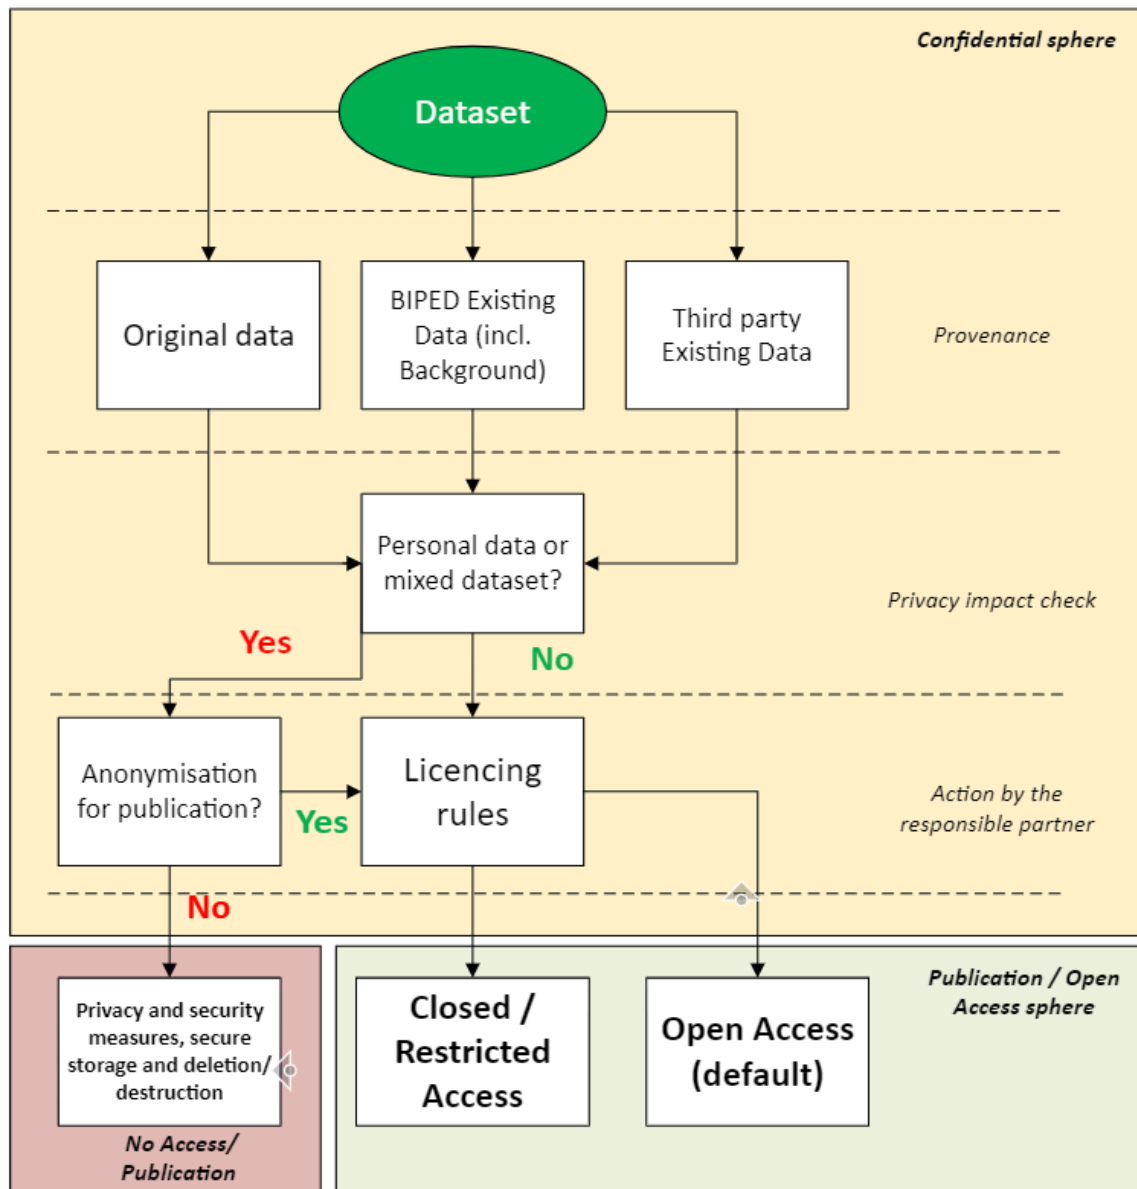 Confidential sphere
Dataset
Original data
BIPED Existing
Data (incl.
Background)
Third party
Existing Data
Provenance
Personal data or
mixed dataset?
Privacy impact check
Yes
No
Anonymisation
for publication?
Yes
Licencing
rules
Action by the
responsible partner
No
Privacy and security
measures, secure
storage and deletion/
destruction
No Access/
Publication
Closed /
Restricted
Access
Open Access
(default)
Publication / Open
Access sphere